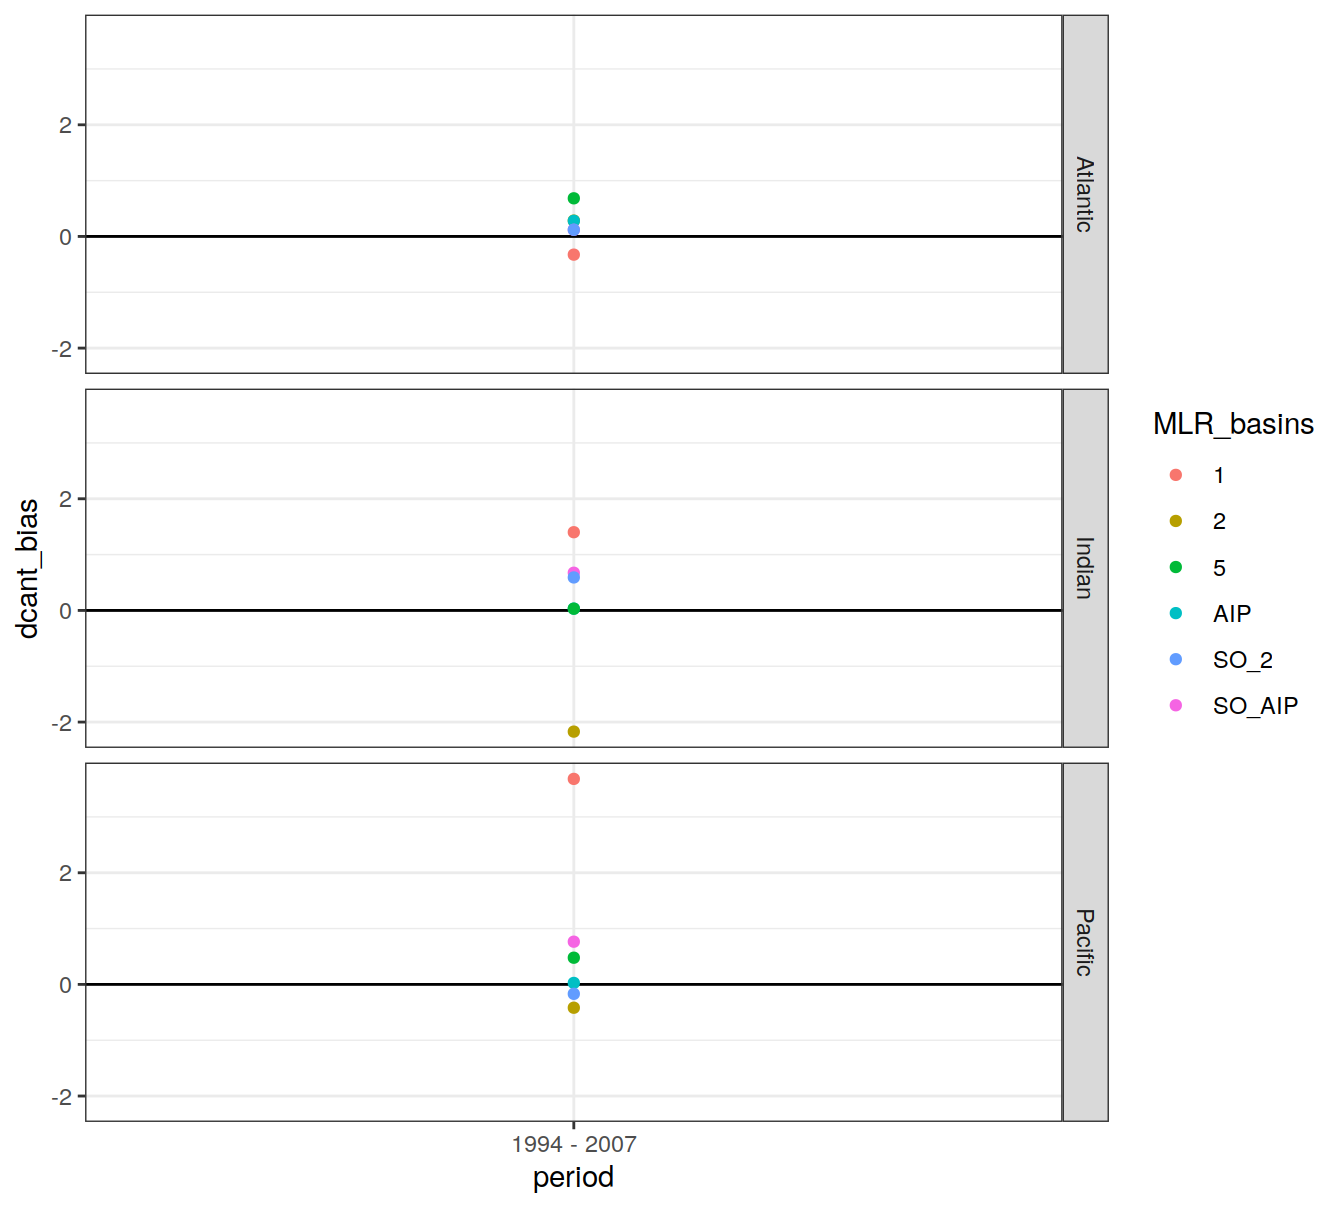 2
0
-2
Atlantic
2
0
-2
Indian
2
0
-2
Pacific
dcant_bias
1994 - 2007
period
MLR_basins
1
2
5
AIP
SO_2
SO_AIP